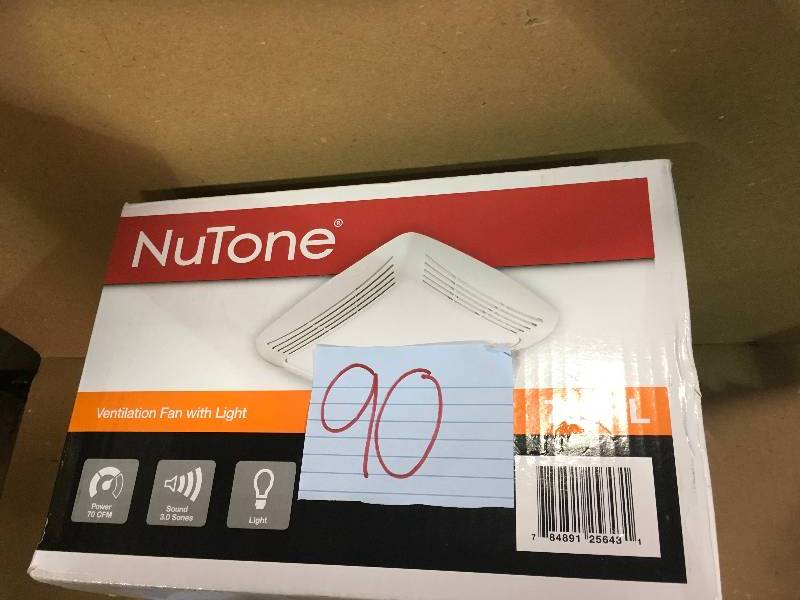 NuTone®
90
Ventilation Fan with Light
Power
70 CFM
Sound
3.0 Sones
Light
7 84891 25643 1